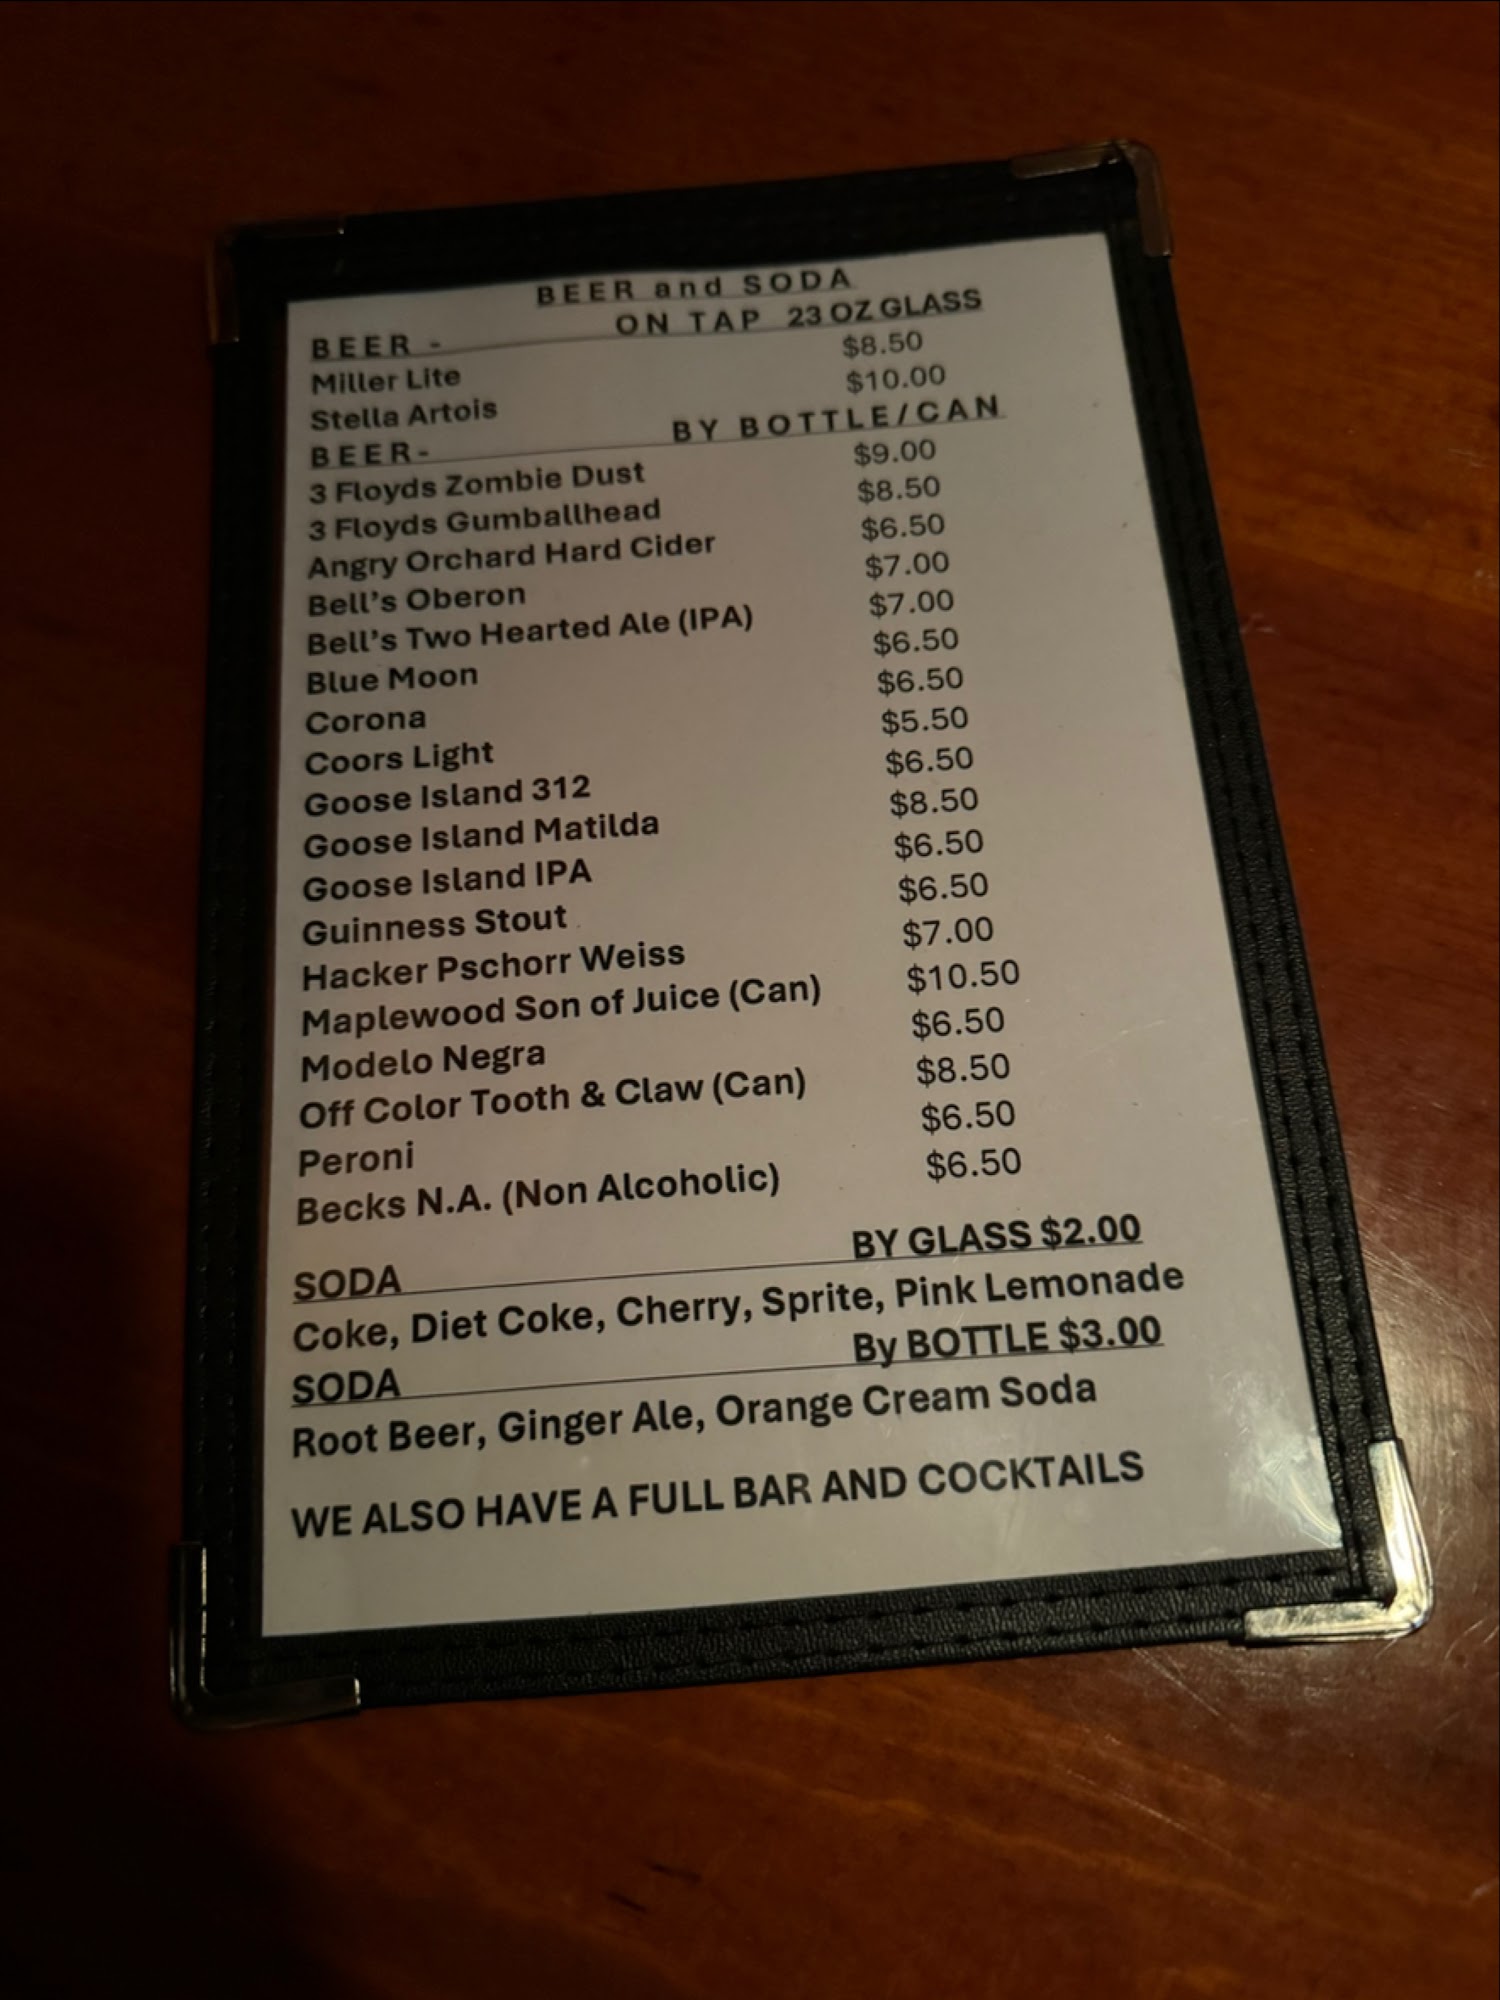 BEER and SODA
BEER - ON TAP 23 OZ GLASS
Miller Lite $8.50
Stella Artois $10.00
BEER- BY BOTTLE/CAN
3 Floyds Zombie Dust $9.00
3 Floyds Gumballhead $8.50
Angry Orchard Hard Cider $6.50
Bell's Oberon $7.00
Bell's Two Hearted Ale (IPA) $7.00
Blue Moon $6.50
Corona $6.50
Coors Light $5.50
Goose Island 312 $6.50
Goose Island Matilda $8.50
Goose Island IPA $6.50
Guinness Stout $6.50
Hacker Pschorr Weiss $7.00
Maplewood Son of Juice (Can) $10.50
Modelo Negra $6.50
Off Color Tooth & Claw (Can) $8.50
Peroni $6.50
Becks N.A. (Non Alcoholic) $6.50
SODA BY GLASS $2.00
Coke, Diet Coke, Cherry, Sprite, Pink Lemonade
SODA By BOTTLE $3.00
Root Beer, Ginger Ale, Orange Cream Soda
WE ALSO HAVE A FULL BAR AND COCKTAILS